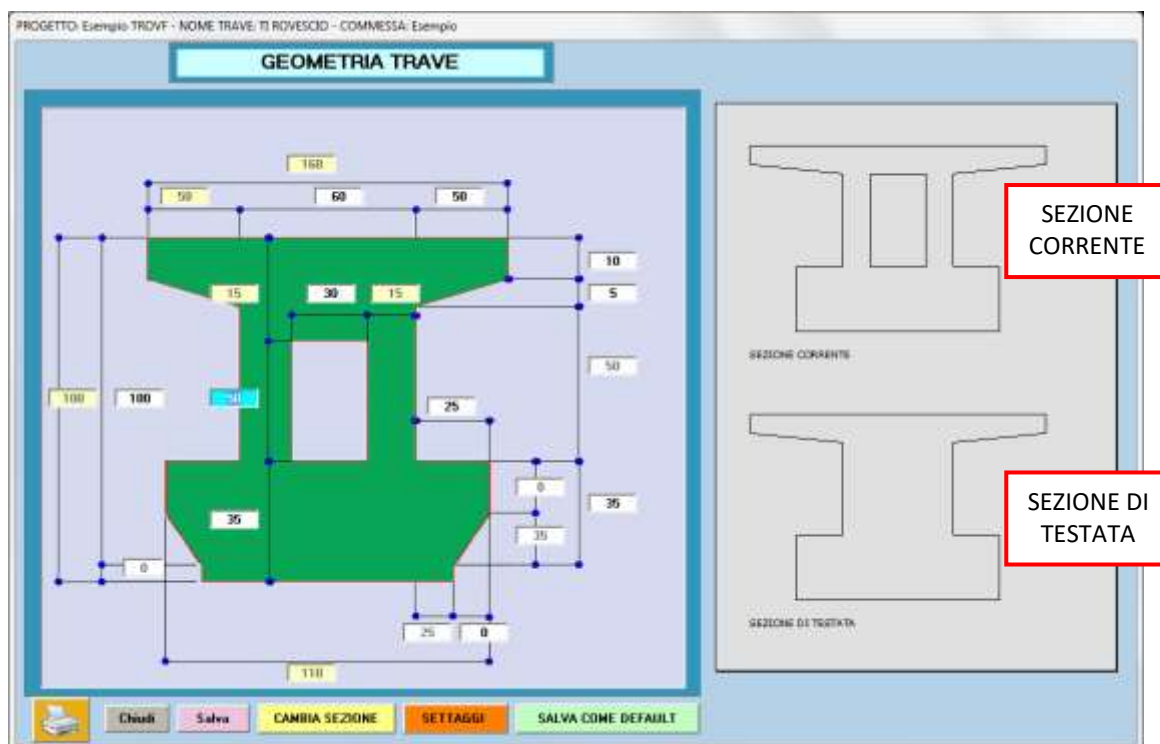 PROGETTO: Esempio TROVF - NOME TRAVE: TI ROVESCIO - COMMESSA: Esempio
GEOMETRIA TRAVE
160
50
60
50
10
15
30
15
5
50
100
100
50
25
0
35
35
35
0
25
0
110
SEZIONE
CORRENTE
SEZIONE CORRENTE
SEZIONE DI
TESTATA
SEZIONE DI TESTATA
Chiudi
Salva
CAMBIA SEZIONE
SETTAGGI
SALVA COME DEFAULT